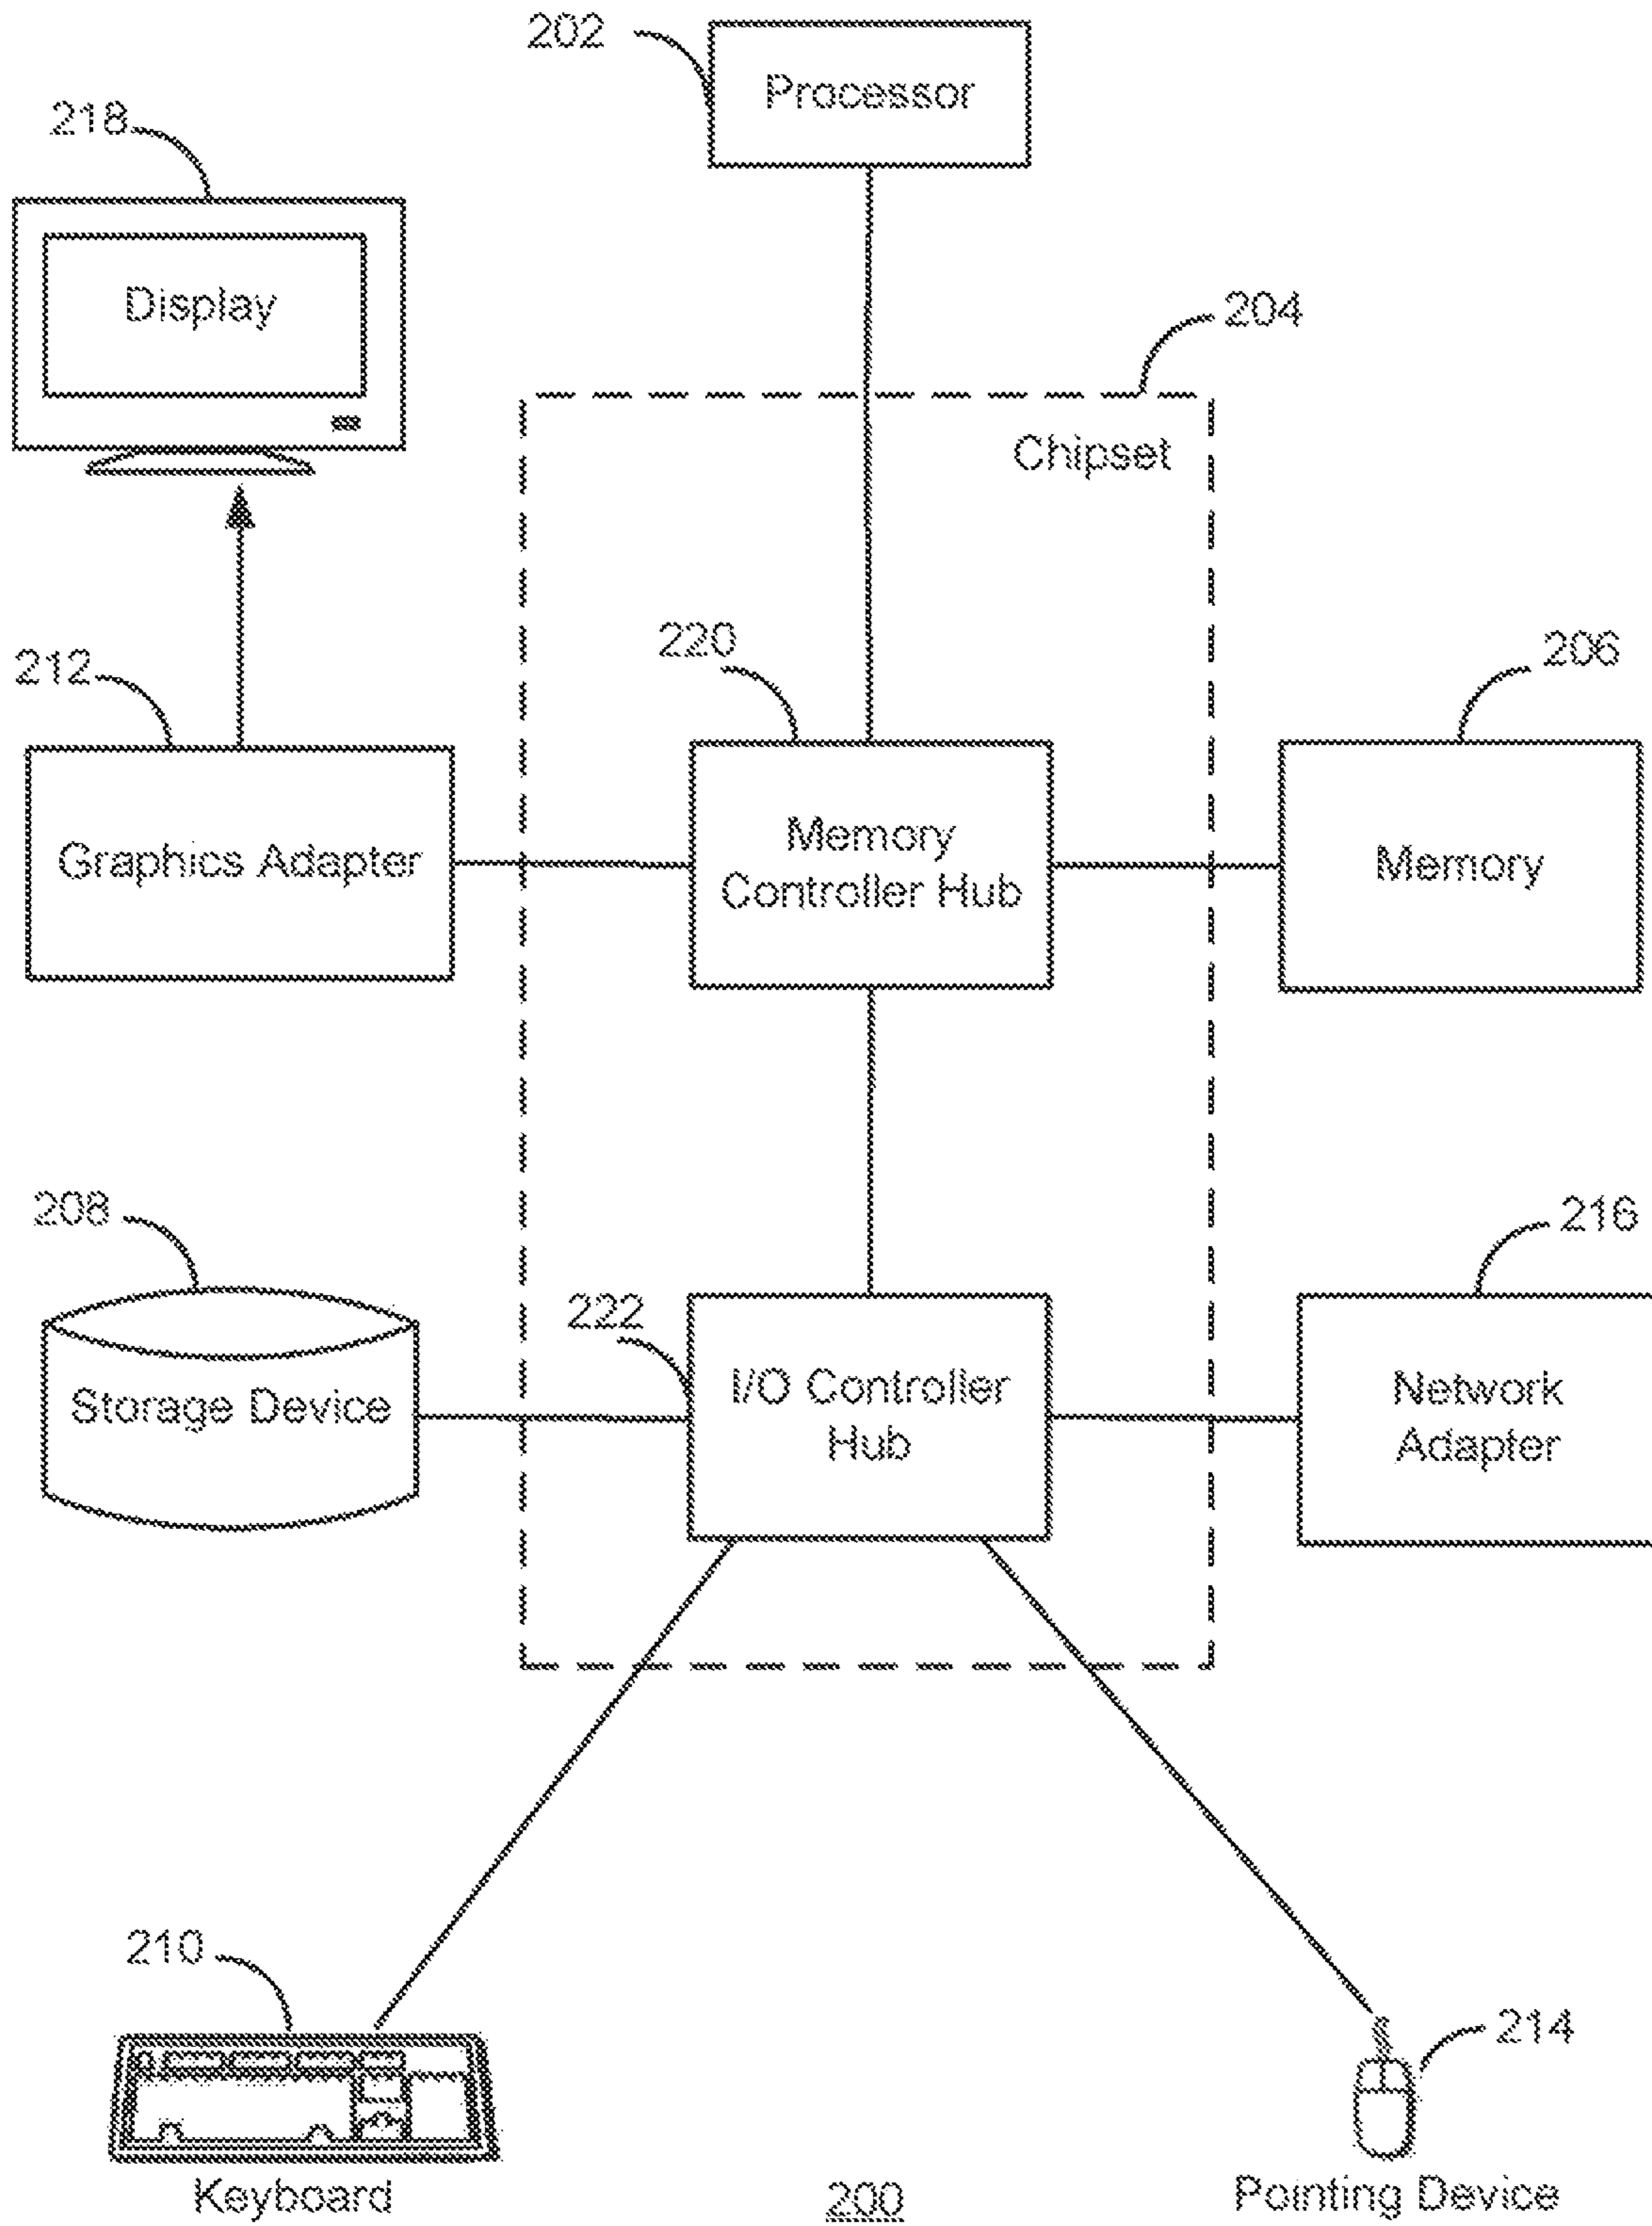 202
Processor
218
Display
204
Chipset
220
206
212
Memory
Controller Hub
Graphics Adapter
Memory
208
216
222
I/O Controller
Hub
Storage Device
Network
Adapter
210
214
Keyboard
200
Pointing Device